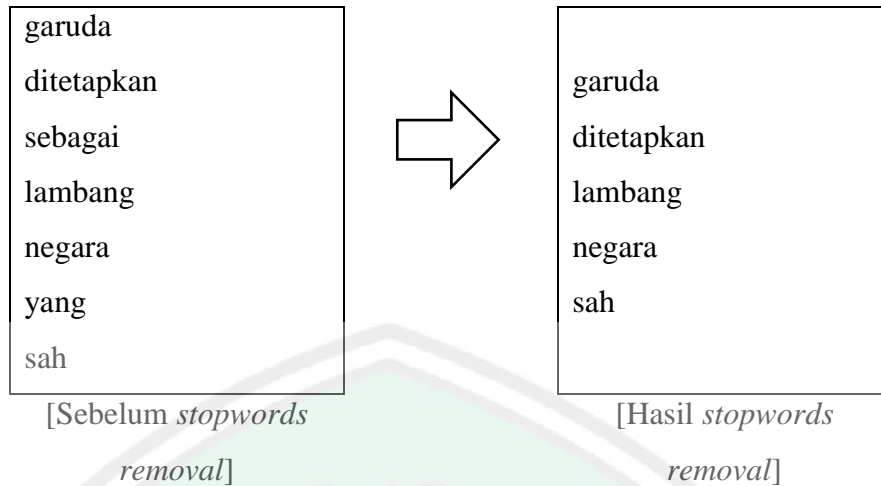 garuda
ditetapkan
sebagai
lambang
negara
yang
sah
[Sebelum stopwords
removal]
garuda
ditetapkan
lambang
negara
sah
[Hasil stopwords
removal]